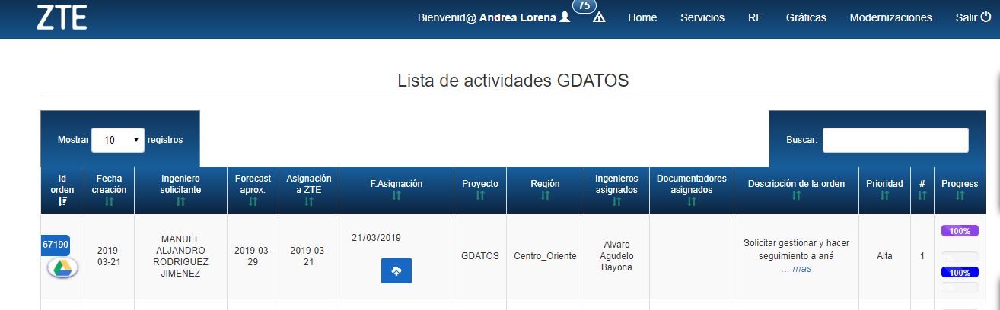 ZTE
Bienvenid@ Andrea Lorena 75 Home Servicios RF Gráficas Modernizaciones Salir
Lista de actividades GDATOS
Mostrar 10 registros Buscar:
Id orden
Fecha creación
Ingeniero solicitante
Forecast aprox.
Asignación a ZTE
F.Asignación
Proyecto
Región
Ingenieros asignados
Documentadores asignados
Descripción de la orden
Prioridad
#
Progress
67190
2019-
03-21
MANUEL
ALJANDRO
RODRIGUEZ
JIMENEZ
2019-03-
29
2019-03-
21
21/03/2019
GDATOS
Centro_Oriente
Alvaro
Agudelo
Bayona
Solicitar gestionar y hacer
seguimiento a aná
... mas
Alta
1
100%
100%